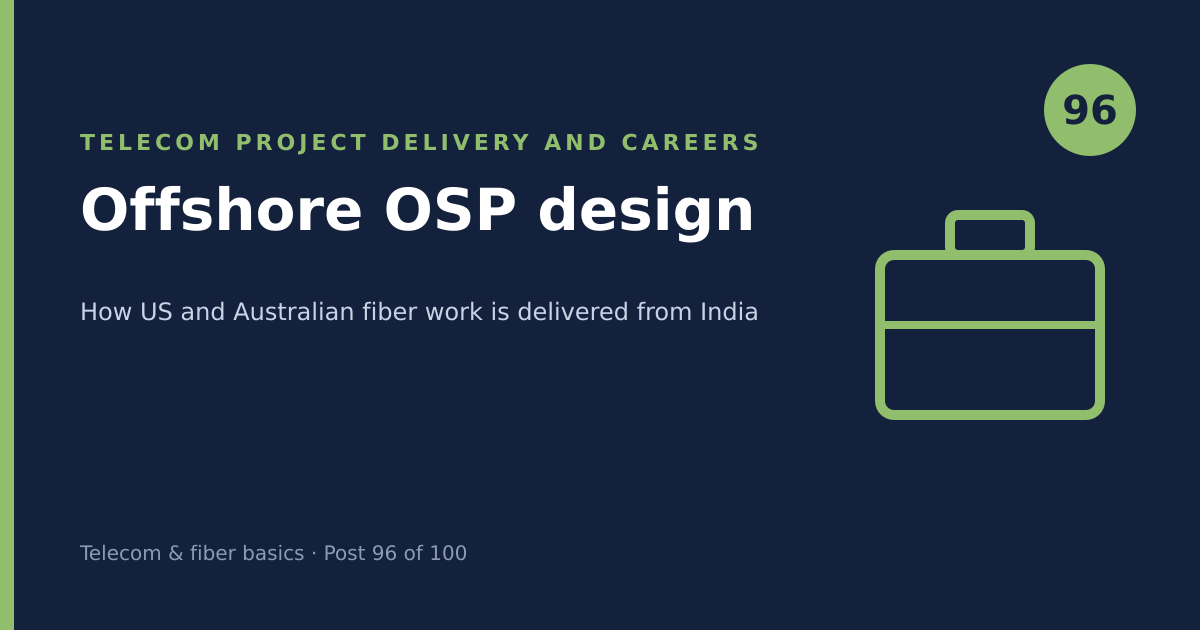 96
TELECOM PROJECT DELIVERY AND CAREERS
Offshore OSP design
How US and Australian fiber work is delivered from India
Telecom & fiber basics · Post 96 of 100